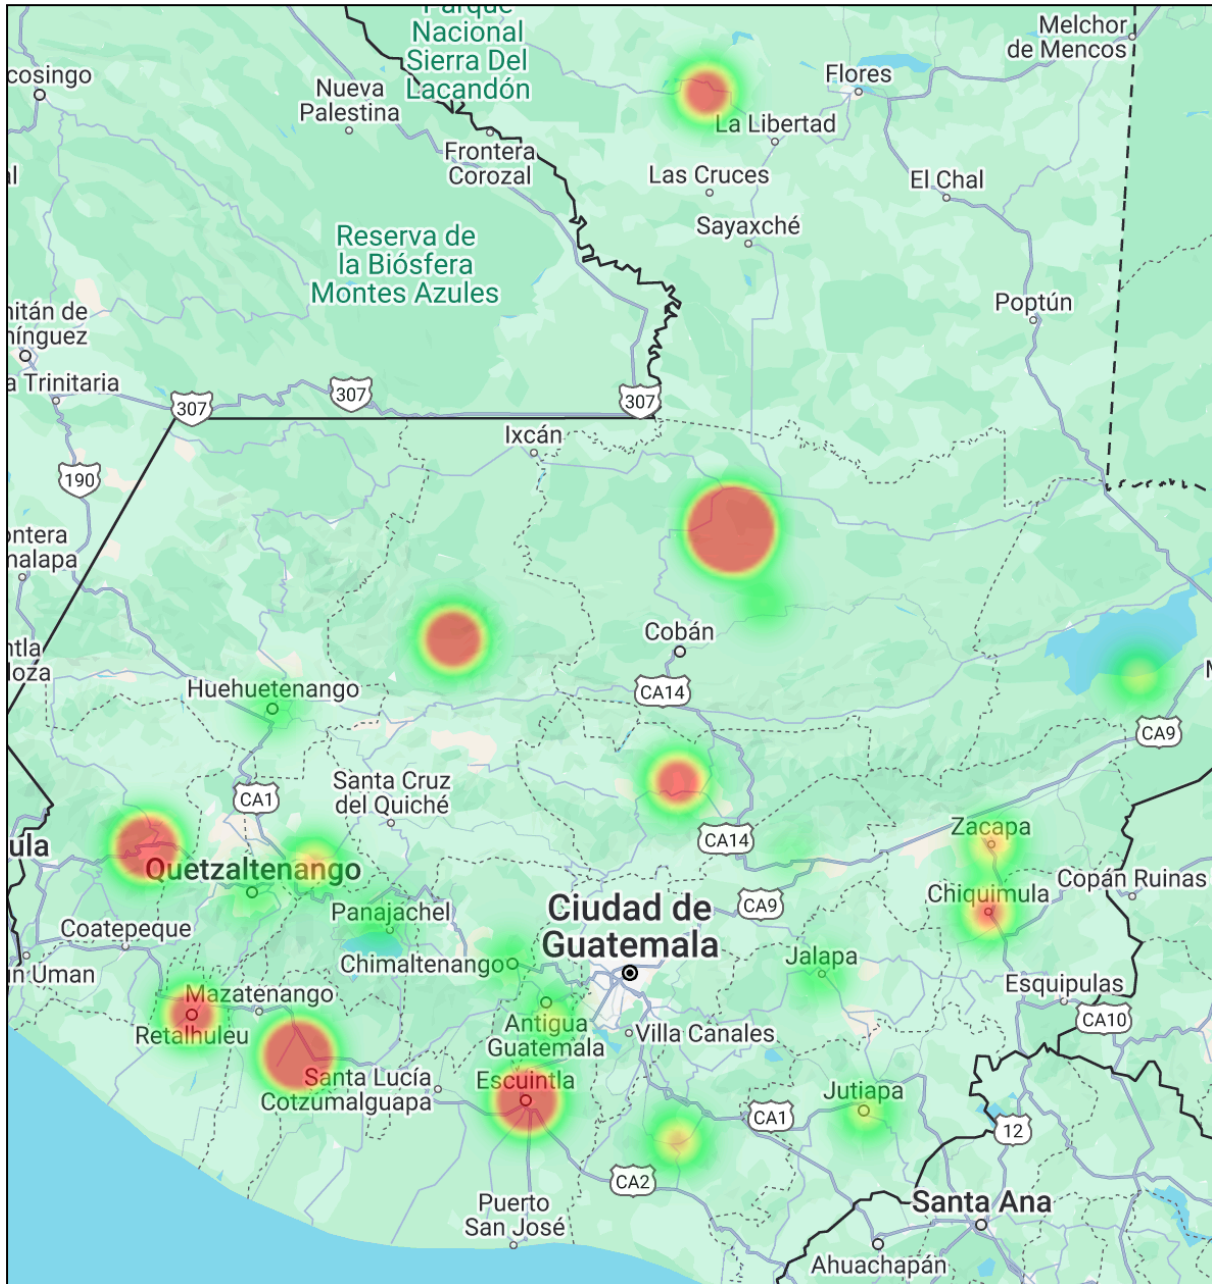 Parque
Nacional
Sierra Del
Lacandón
Melchor
de Mencos
cosingo
Nueva
Palestina
Flores
La Libertad
Frontera
Corozal
Las Cruces
El Chal
al
Sayaxché
Reserva de
la Biósfera
Montes Azules
Poptún
nitán de
mínguez
a Trinitaria
307
307
307
Ixcán
190
ontera
nalapa
Cobán
ntla
loza
Huehuetenango
CA14
CA9
Santa Cruz
del Quiché
CA1
Zacapa
CA14
ula
Quetzaltenango
Chiquimula
Copán Ruinas
CA9
Ciudad de
Guatemala
Panajachel
Coatepeque
Chimaltenango
Jalapa
ún Uman
Mazatenango
Esquipulas
Retalhuleu
CA10
Antigua
Guatemala
Villa Canales
Escuintla
Santa Lucía
Cotzumalguapa
Jutiapa
CA1
12
CA2
Puerto
San José
Santa Ana
Ahuachapán